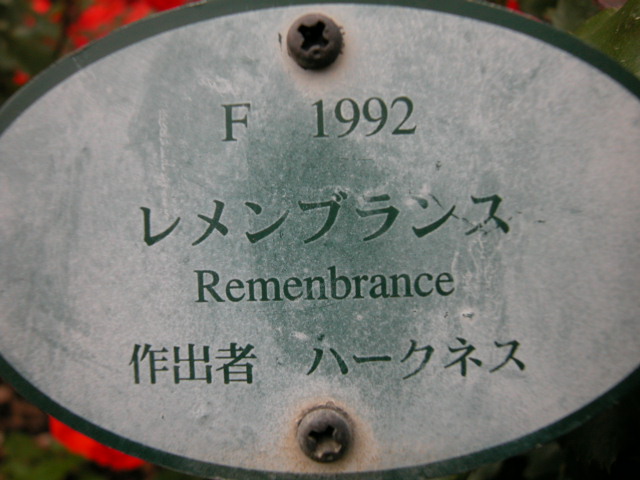 F 1992
レメンブランス
Remenbrance
作出者 ハークネス